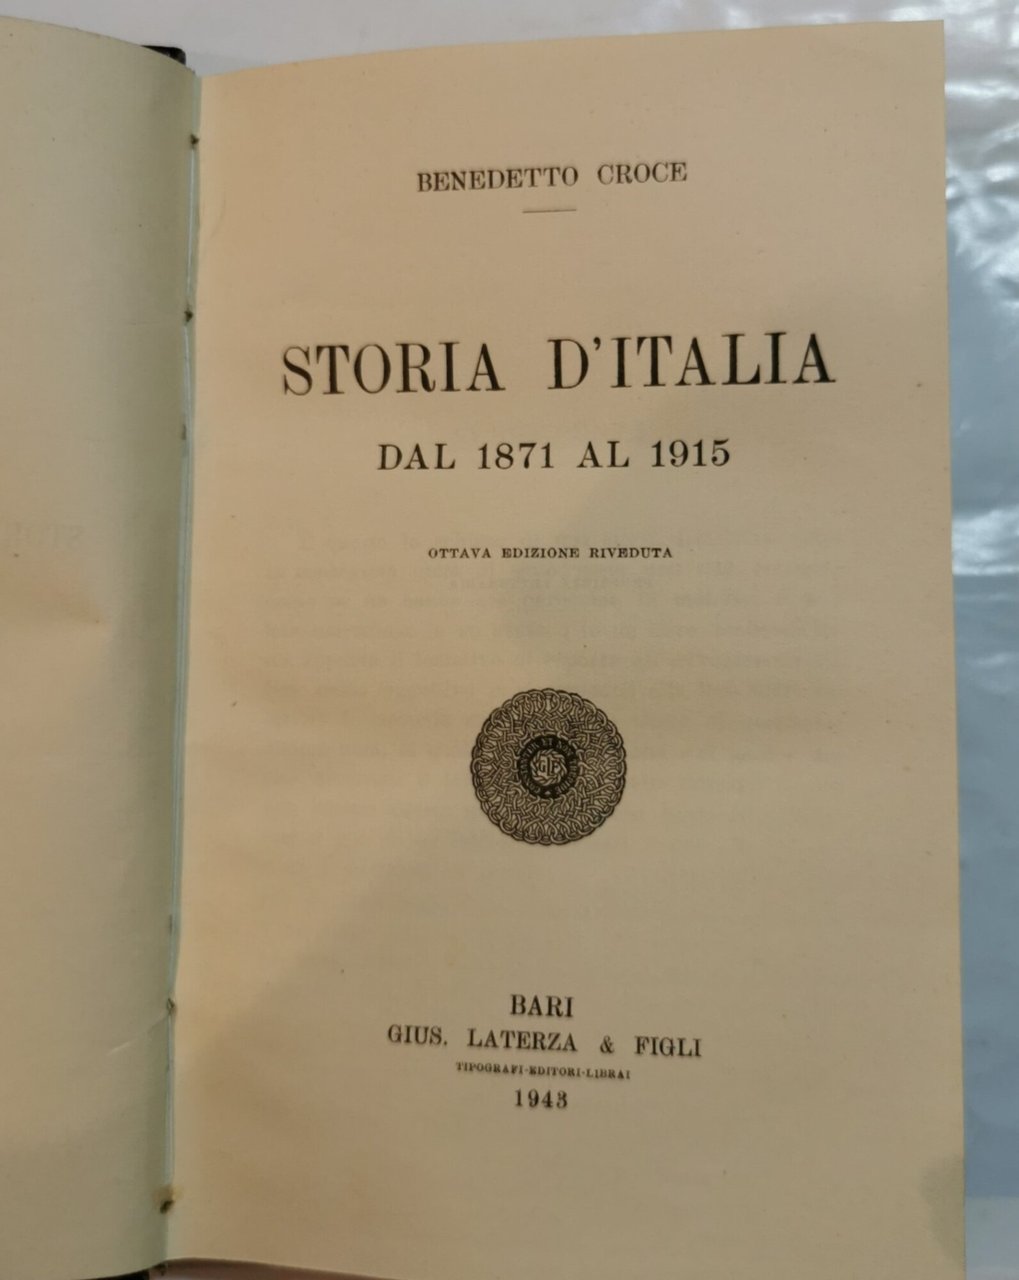 BENEDETTO CROCE
STORIA D'ITALIA
DAL 1871 AL 1915
OTTAVA EDIZIONE RIVEDUTA
BARI
GIUS. LATERZA & FIGLI
TIPOGRAFI-EDITORI-LIBRAI
1943